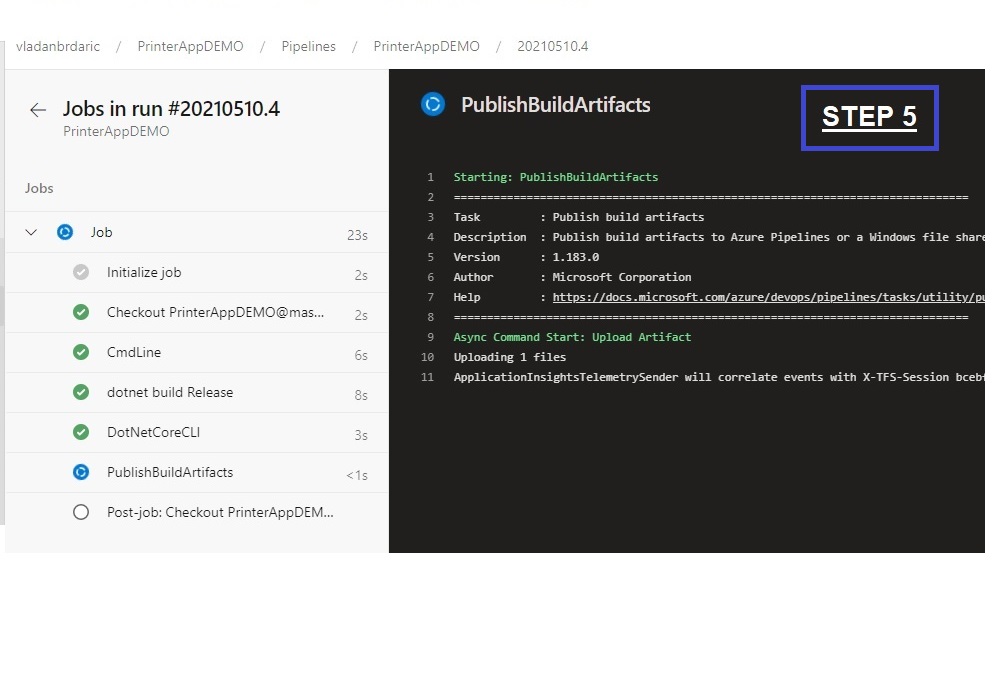 vladanbrdaric / PrinterAppDEMO / Pipelines / PrinterAppDEMO / 20210510.4
Jobs in run #20210510.4
PrinterAppDEMO
Jobs
Job 23s
Initialize job 2s
Checkout PrinterAppDEMO@mas... 2s
CmdLine 6s
dotnet build Release 8s
DotNetCoreCLI 3s
PublishBuildArtifacts <1s
Post-job: Checkout PrinterAppDEM...
PublishBuildArtifacts
STEP 5
1 Starting: PublishBuildArtifacts
2 ==============================================================================
3 Task : Publish build artifacts
4 Description : Publish build artifacts to Azure Pipelines or a Windows file share
5 Version : 1.183.0
6 Author : Microsoft Corporation
7 Help : https://docs.microsoft.com/azure/devops/pipelines/tasks/utility/pu
8 ==============================================================================
9 Async Command Start: Upload Artifact
10 Uploading 1 files
11 ApplicationInsightsTelemetrySender will correlate events with X-TFS-Session